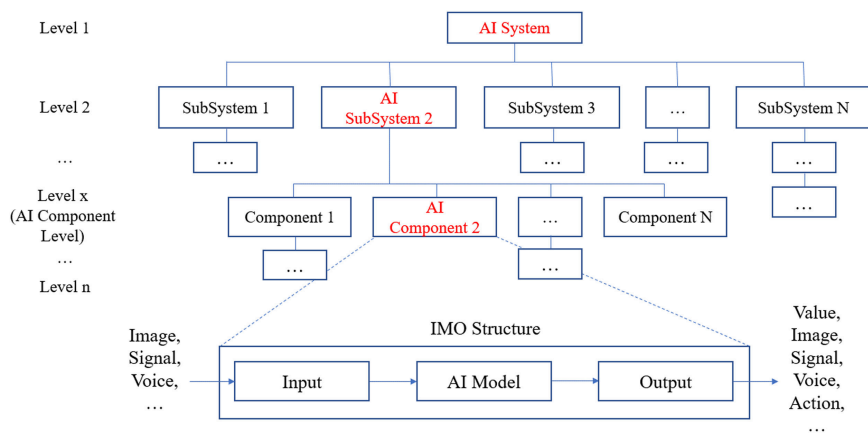 Level 1
AI System
Level 2
SubSystem 1
AI
SubSystem 2
SubSystem 3
…
SubSystem N
…
…
…
…
…
Level x
(AI Component
Level)
Component 1
AI
Component 2
…
Component N
…
…
…
…
Level n
IMO Structure
Image,
Signal,
Voice,
…
Input
AI Model
Output
Value,
Image,
Signal,
Voice,
Action,
…